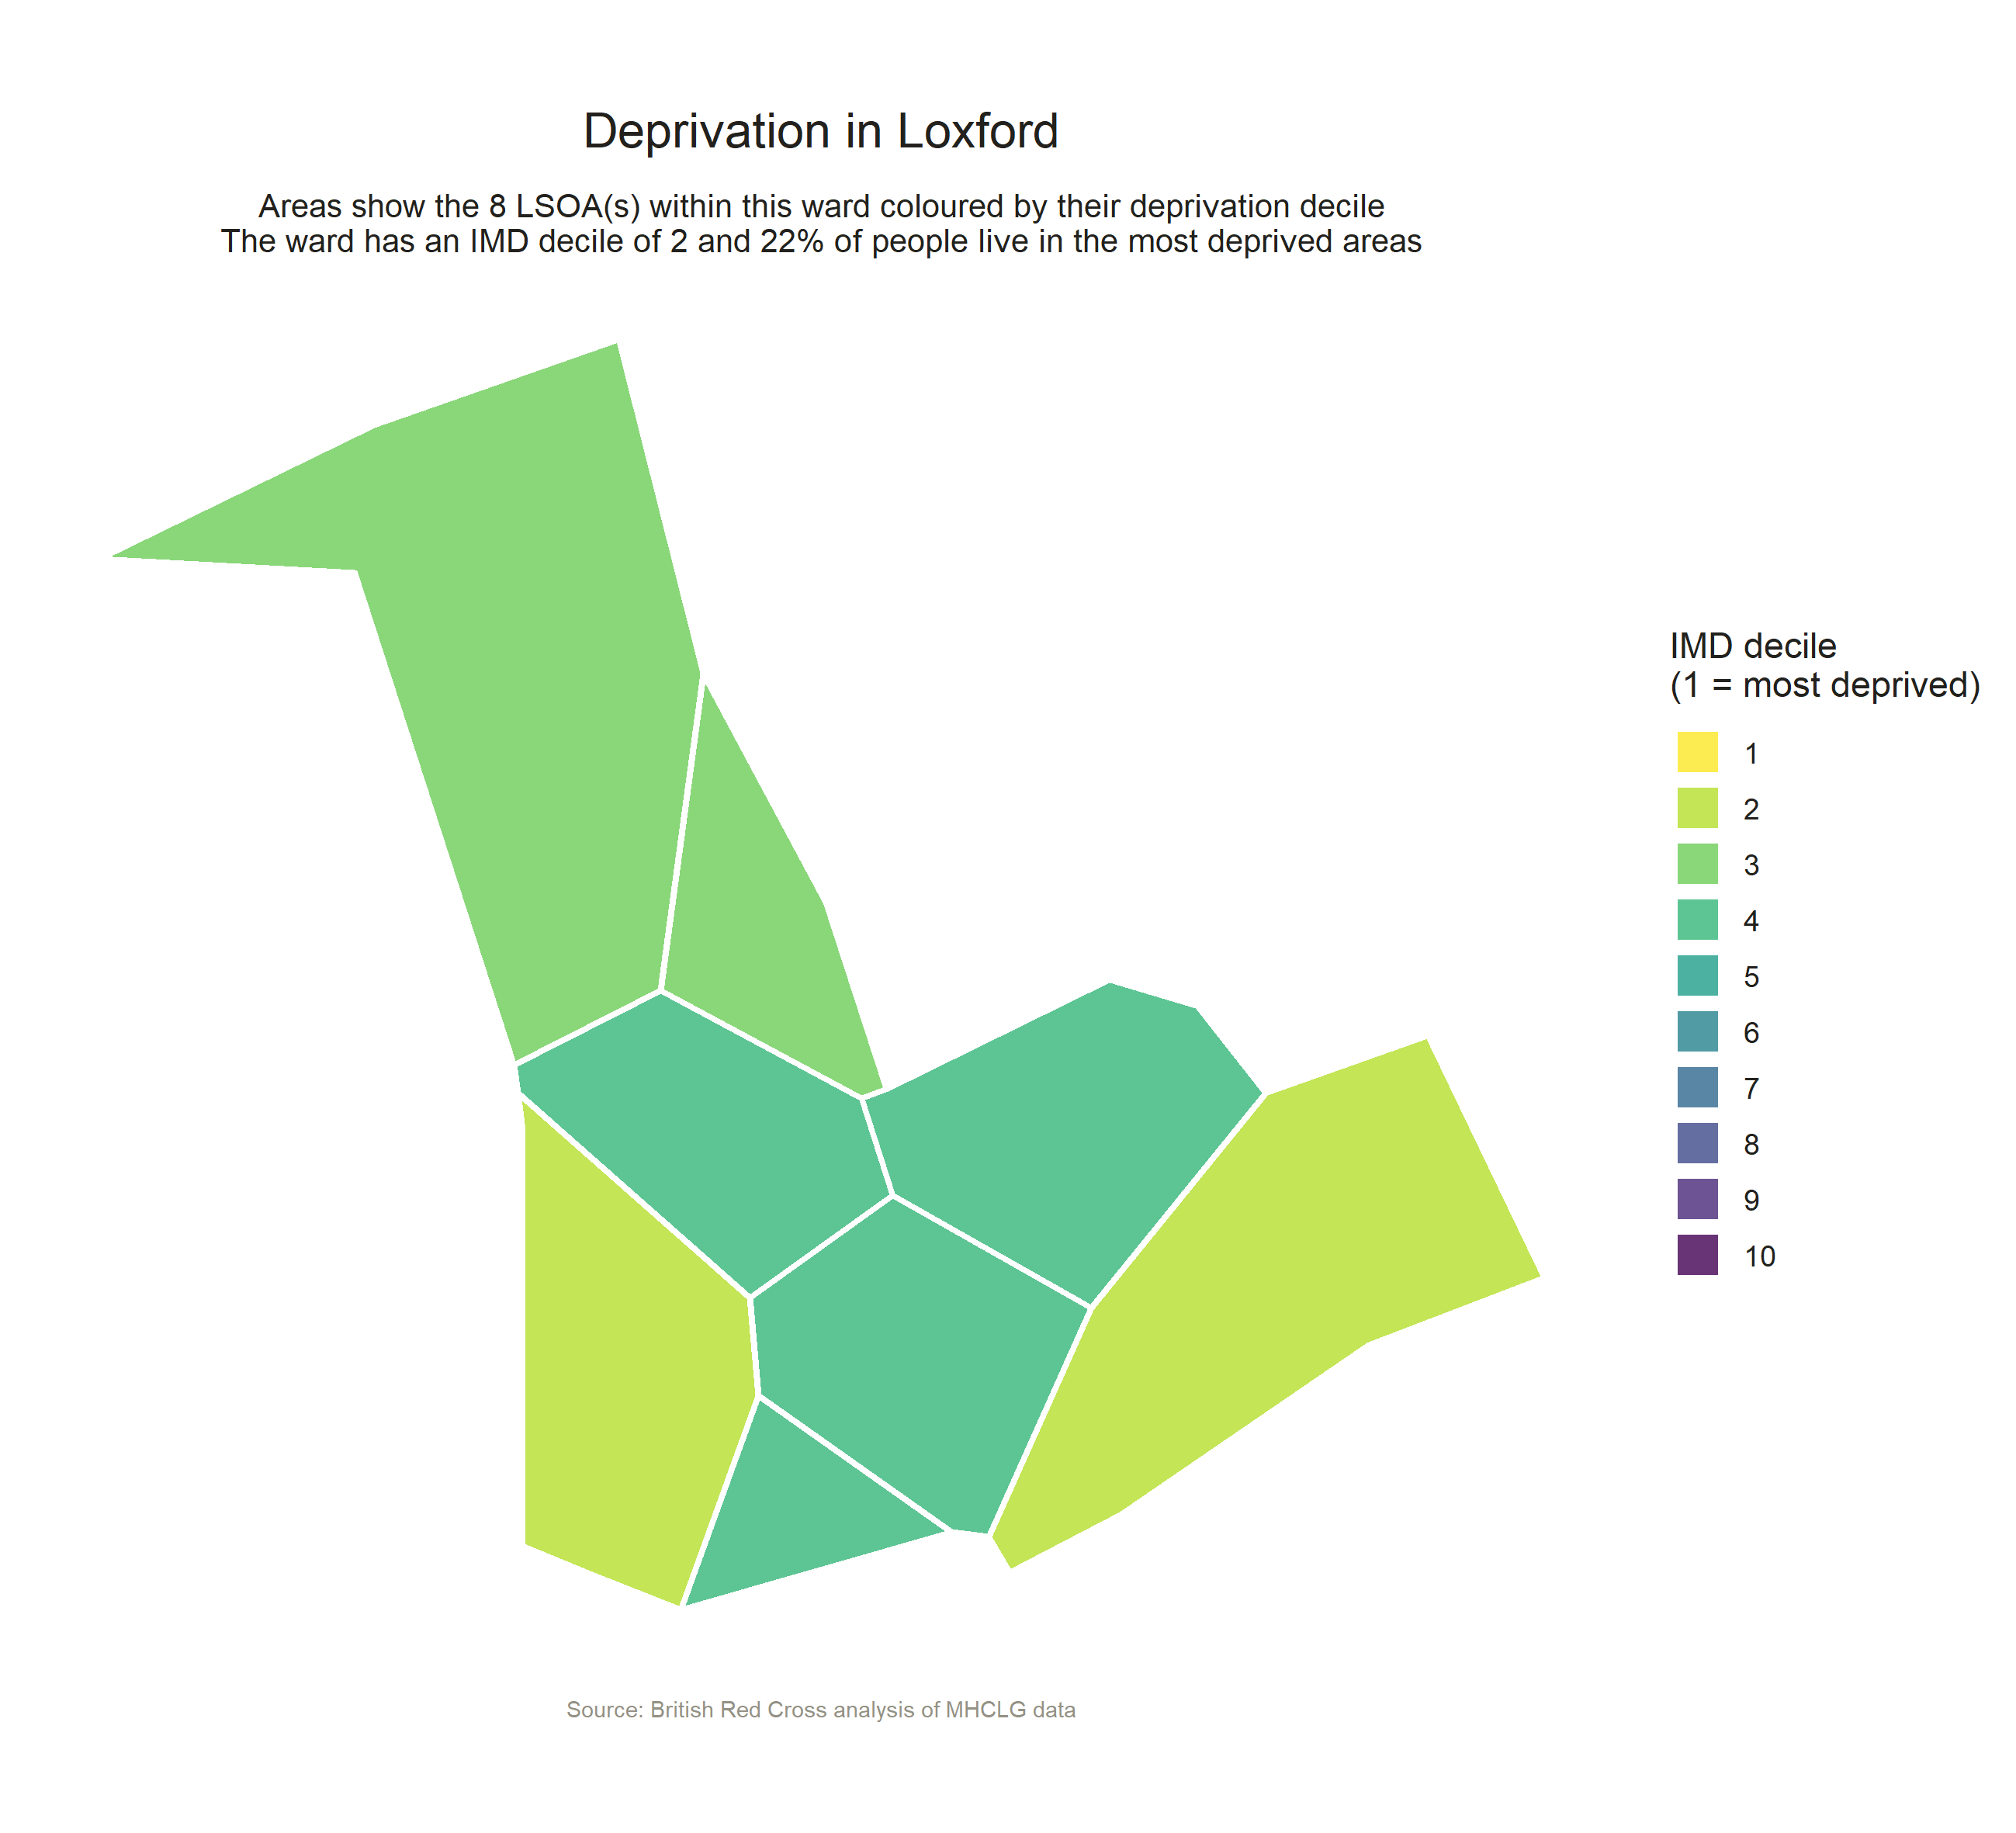 Deprivation in Loxford
Areas show the 8 LSOA(s) within this ward coloured by their deprivation decile
The ward has an IMD decile of 2 and 22% of people live in the most deprived areas
IMD decile
(1 = most deprived)
1
2
3
4
5
6
7
8
9
10
Source: British Red Cross analysis of MHCLG data